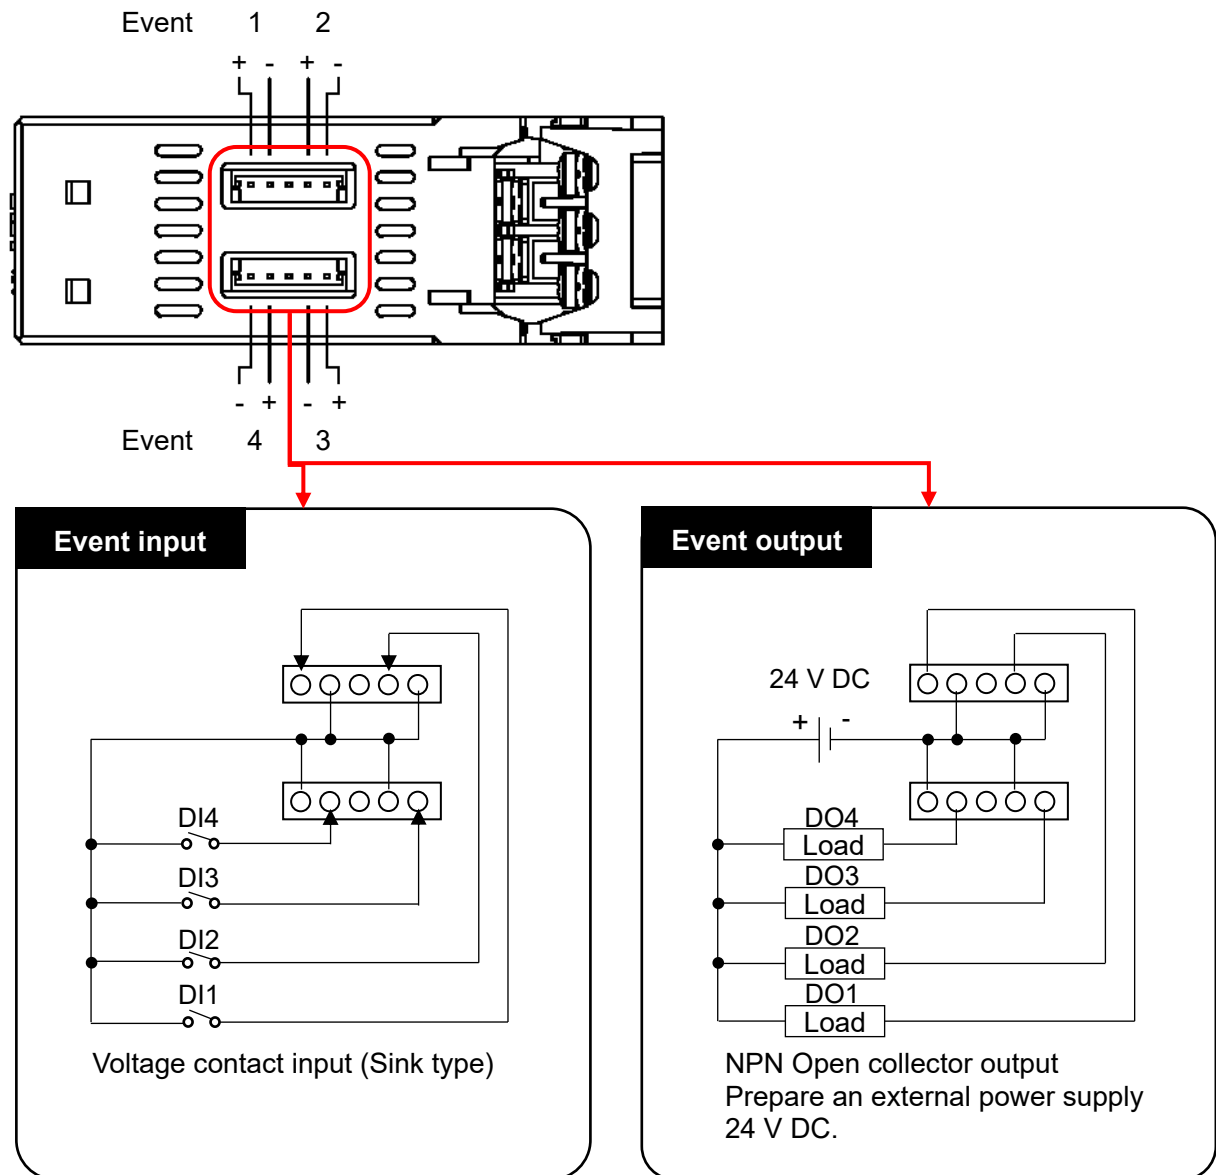 Event 1 2
+ - + -
- + - +
Event 4 3
Event input
DI4
DI3
DI2
DI1
Voltage contact input (Sink type)
Event output
24 V DC
+ -
DO4
Load
DO3
Load
DO2
Load
DO1
Load
NPN Open collector output
Prepare an external power supply
24 V DC.